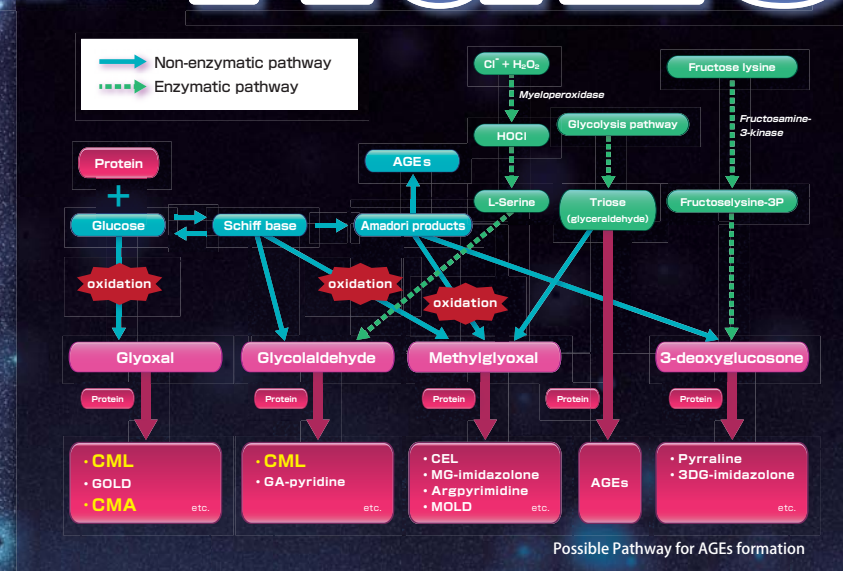 Non-enzymatic pathway
Enzymatic pathway
Cl⁻ + H₂O₂
Myeloperoxidase
HOCl
L-Serine
Glycolysis pathway
Triose
(glyceraldehyde)
Fructose lysine
Fructosamine-
3-kinase
Fructoselysine-3P
Protein
+
Glucose
Schiff base
Amadori products
AGEs
oxidation
oxidation
oxidation
Glyoxal
Glycolaldehyde
Methylglyoxal
3-deoxyglucosone
Protein
Protein
Protein
Protein
Protein
・CML
・GOLD
・CMA
etc.
・CML
・GA-pyridine
etc.
・CEL
・MG-imidazolone
・Argpyrimidine
・MOLD
etc.
AGEs
・Pyrraline
・3DG-imidazolone
etc.
Possible Pathway for AGEs formation